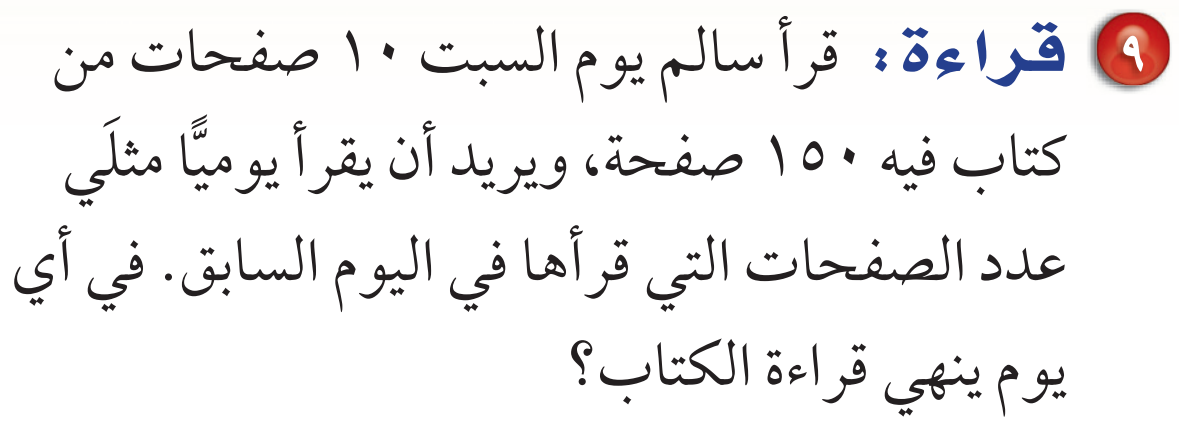 ٩ قراءة: قرأ سالم يوم السبت ١٠ صفحات من
كتاب فيه ١٥٠ صفحة، ويريد أن يقرأ يوميًّا مثلَي
عدد الصفحات التي قرأها في اليوم السابق. في أي
يوم ينهي قراءة الكتاب؟